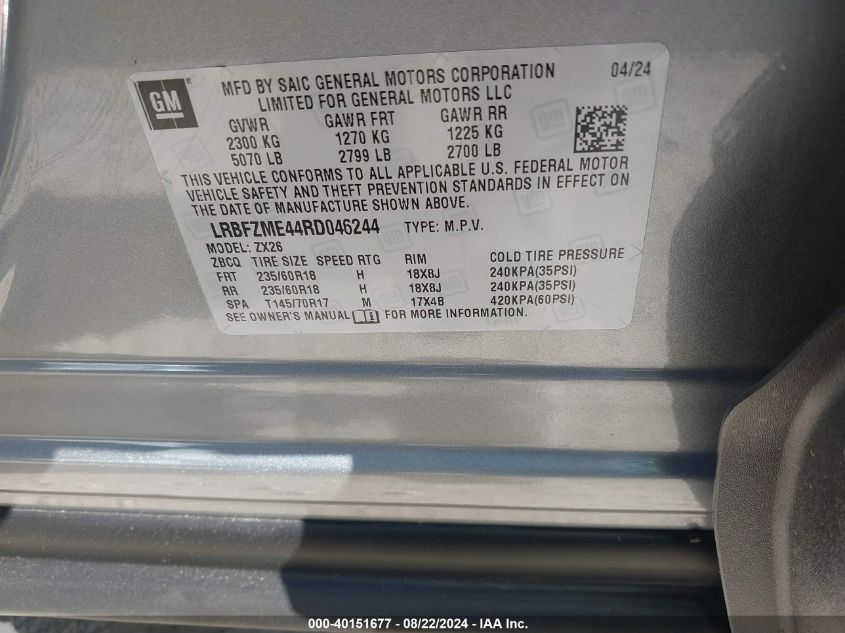 GM
MFD BY SAIC GENERAL MOTORS CORPORATION 04/24
LIMITED FOR GENERAL MOTORS LLC
GVWR GAWR FRT GAWR RR
2300 KG 1270 KG 1225 KG
5070 LB 2799 LB 2700 LB
THIS VEHICLE CONFORMS TO ALL APPLICABLE U.S. FEDERAL MOTOR
VEHICLE SAFETY AND THEFT PREVENTION STANDARDS IN EFFECT ON
THE DATE OF MANUFACTURE SHOWN ABOVE.
LRBFZME44RD046244 TYPE: M.P.V.
MODEL: ZX26
ZBCQ TIRE SIZE SPEED RTG RIM COLD TIRE PRESSURE
FRT 235/60R18 H 18X8J 240KPA(35PSI)
RR 235/60R18 H 18X8J 240KPA(35PSI)
SPA T145/70R17 M 17X4B 420KPA(60PSI)
SEE OWNER'S MANUAL FOR MORE INFORMATION.
000-40151677 - 08/22/2024 - IAA Inc.